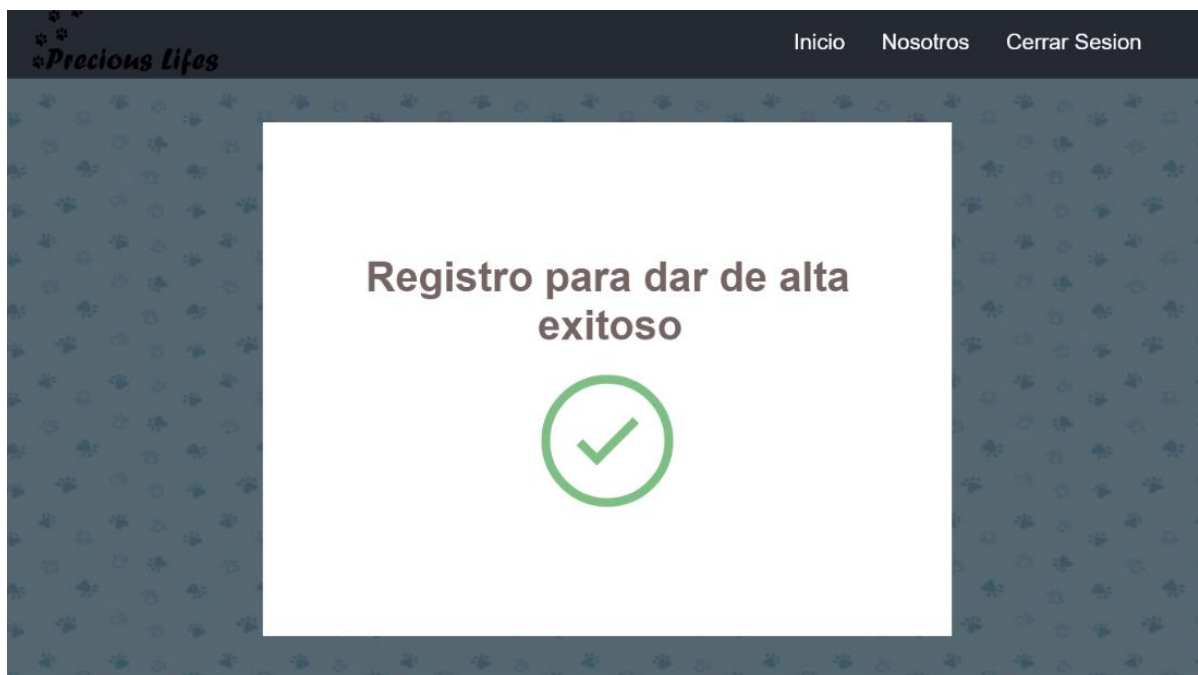 Precious Lifes
Inicio Nosotros Cerrar Sesion
Registro para dar de alta
exitoso